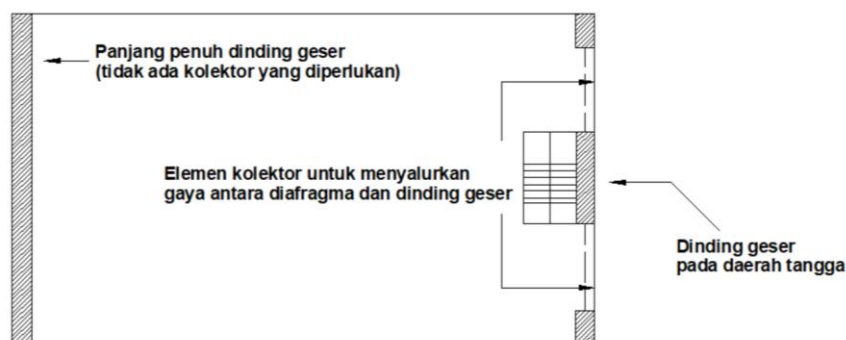 Panjang penuh dinding geser
(tidak ada kolektor yang diperlukan)
Elemen kolektor untuk menyalurkan
gaya antara diafragma dan dinding geser
Dinding geser
pada daerah tangga